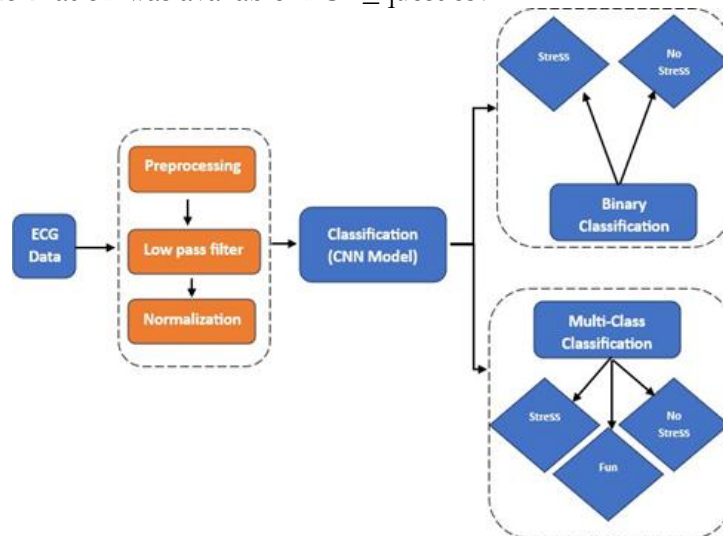 ECG
Data
Preprocessing
Low pass filter
Normalization
Classification
(CNN Model)
Stress
No
Stress
Binary
Classification
Multi-Class
Classification
Stress
No
Stress
Fun